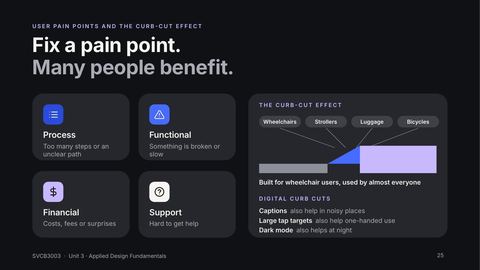 USER PAIN POINTS AND THE CURB-CUT EFFECT
Fix a pain point.
Many people benefit.
Process
Too many steps or an
unclear path
Functional
Something is broken or
slow
Financial
Costs, fees or surprises
Support
Hard to get help
THE CURB-CUT EFFECT
Wheelchairs
Strollers
Luggage
Bicycles
Built for wheelchair users, used by almost everyone
DIGITAL CURB CUTS
Captions also help in noisy places
Large tap targets also help one-handed use
Dark mode also helps at night
SVCB3003 · Unit 3 · Applied Design Fundamentals
25